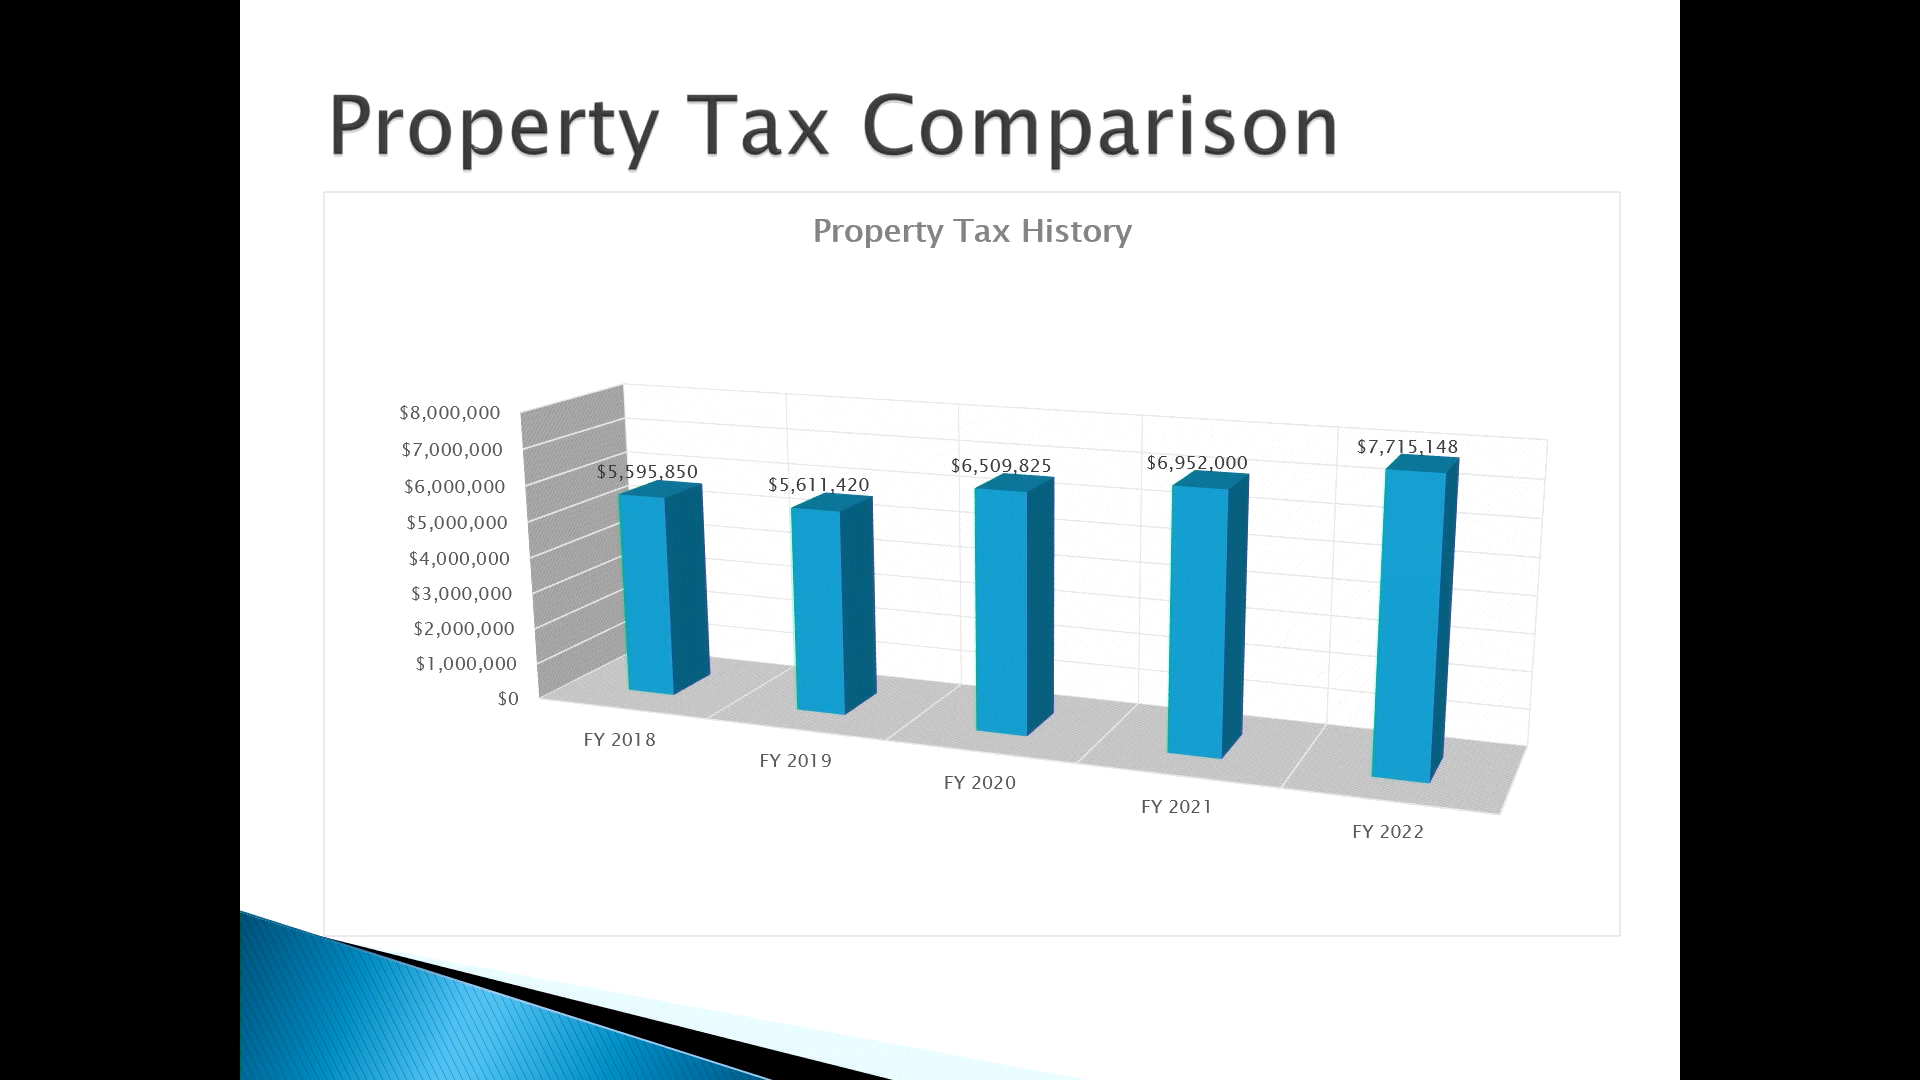 Property Tax Comparison
Property Tax History
$8,000,000
$7,000,000
$6,000,000
$5,000,000
$4,000,000
$3,000,000
$2,000,000
$1,000,000
$0
$5,595,850
$5,611,420
$6,509,825
$6,952,000
$7,715,148
FY 2018
FY 2019
FY 2020
FY 2021
FY 2022